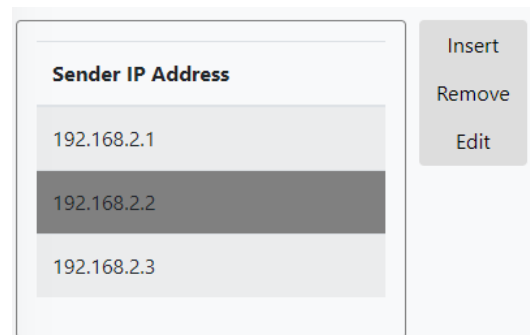 Sender IP Address
192.168.2.1
192.168.2.2
192.168.2.3
Insert
Remove
Edit